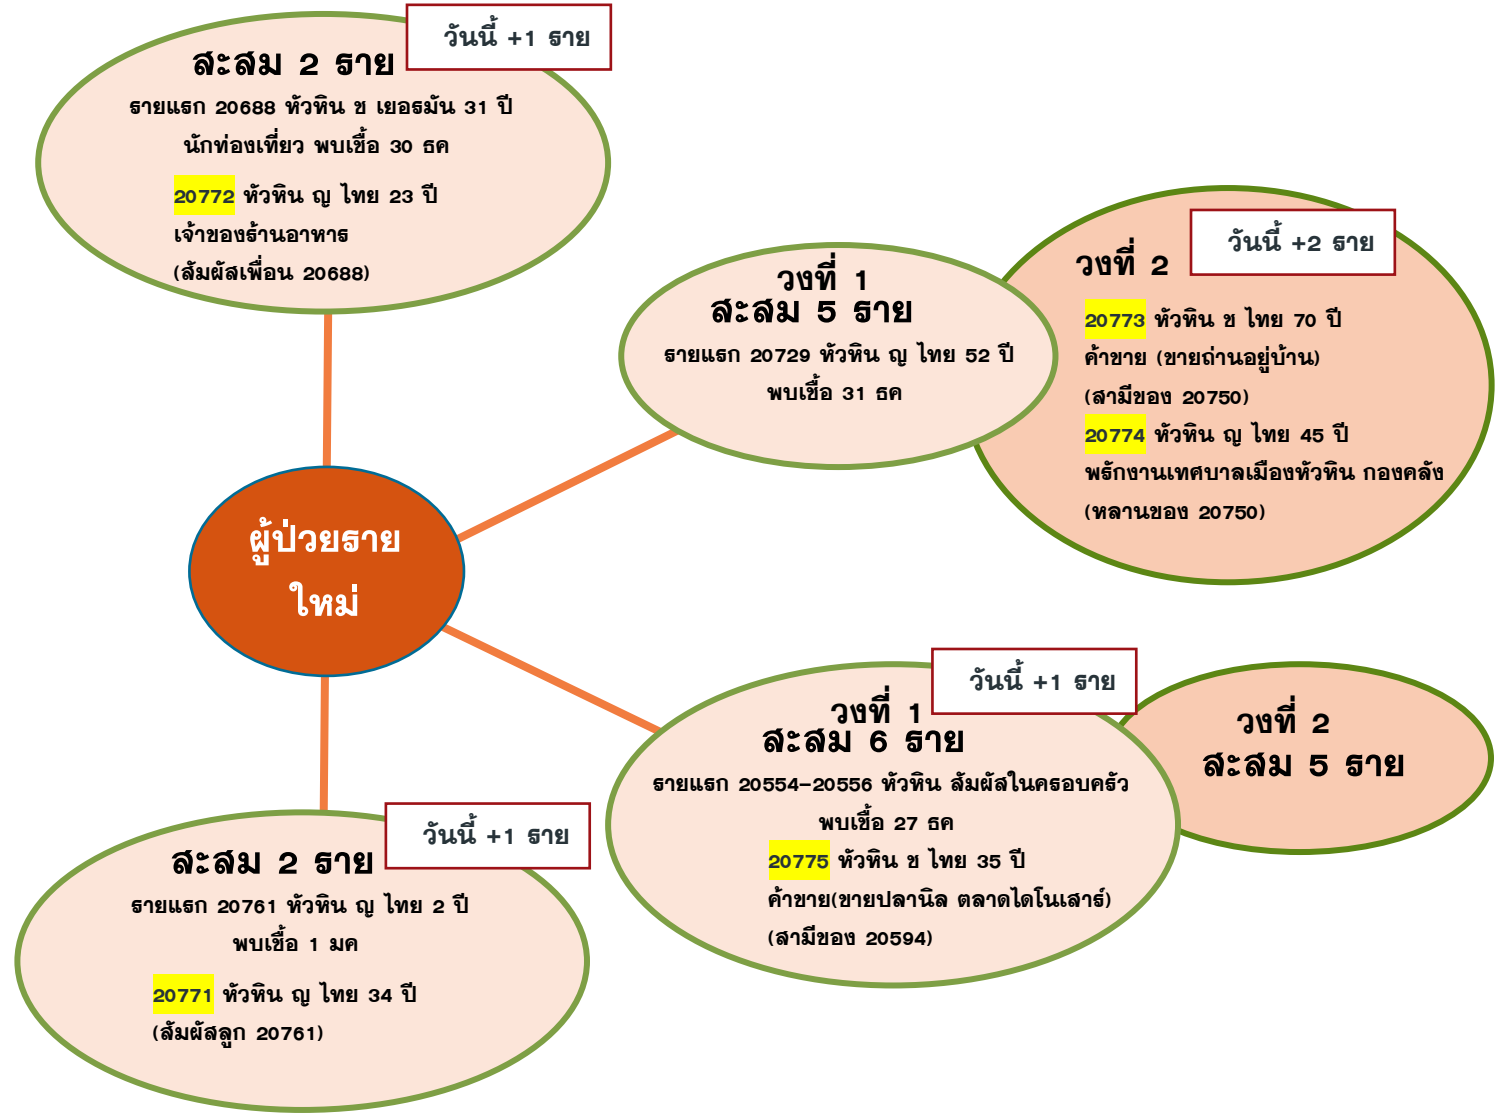 วันนี้ +1 ราย
สะสม 2 ราย
รายแรก 20688 หัวหิน ช เยอรมัน 31 ปี
นักท่องเที่ยว พบเชื้อ 30 ธค
20772 หัวหิน ญ ไทย 23 ปี
เจ้าของร้านอาหาร
(สัมผัสเพื่อน 20688)
วงที่ 1
สะสม 5 ราย
รายแรก 20729 หัวหิน ญ ไทย 52 ปี
พบเชื้อ 31 ธค
วันนี้ +2 ราย
วงที่ 2
20773 หัวหิน ช ไทย 70 ปี
ค้าขาย (ขายถ่านอยู่บ้าน)
(สามีของ 20750)
20774 หัวหิน ญ ไทย 45 ปี
พรักงานเทศบาลเมืองหัวหิน กองคลัง
(หลานของ 20750)
ผู้ป่วยราย
ใหม่
วันนี้ +1 ราย
วงที่ 1
สะสม 6 ราย
รายแรก 20554-20556 หัวหิน สัมผัสในครอบครัว
พบเชื้อ 27 ธค
20775 หัวหิน ช ไทย 35 ปี
ค้าขาย(ขายปลานิล ตลาดไดโนเสาร์)
(สามีของ 20594)
วงที่ 2
สะสม 5 ราย
วันนี้ +1 ราย
สะสม 2 ราย
รายแรก 20761 หัวหิน ญ ไทย 2 ปี
พบเชื้อ 1 มค
20771 หัวหิน ญ ไทย 34 ปี
(สัมผัสลูก 20761)